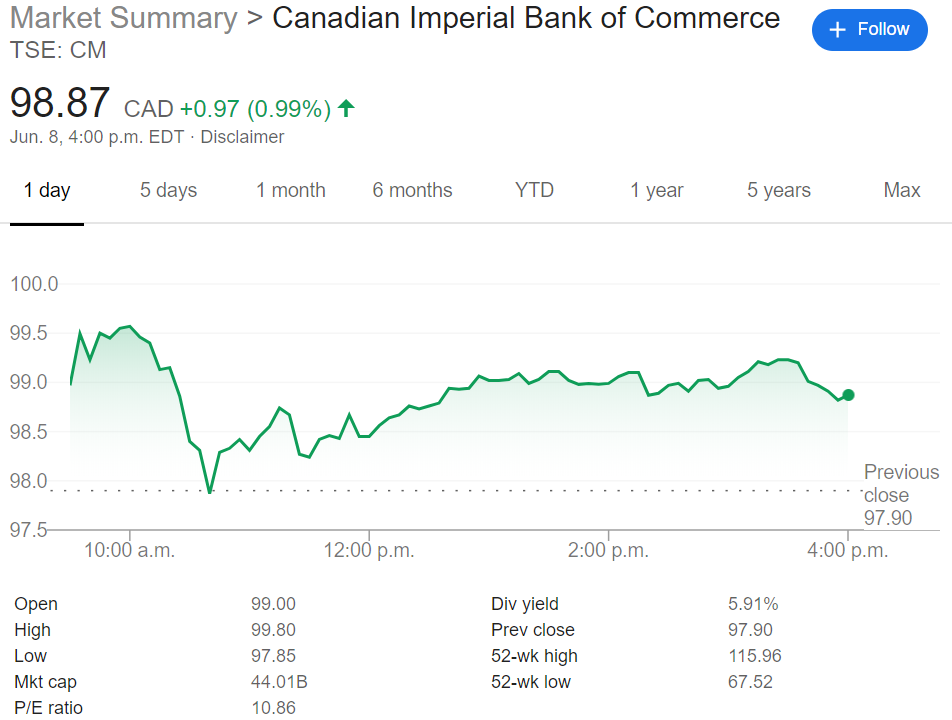 Market Summary > Canadian Imperial Bank of Commerce
TSE: CM
+ Follow
98.87 CAD +0.97 (0.99%)
Jun. 8, 4:00 p.m. EDT · Disclaimer
1 day 5 days 1 month 6 months YTD 1 year 5 years Max
100.0
99.5
99.0
98.5
98.0
97.5
Previous
close
97.90
10:00 a.m. 12:00 p.m. 2:00 p.m. 4:00 p.m.
Open 99.00 Div yield 5.91%
High 99.80 Prev close 97.90
Low 97.85 52-wk high 115.96
Mkt cap 44.01B 52-wk low 67.52
P/E ratio 10.86